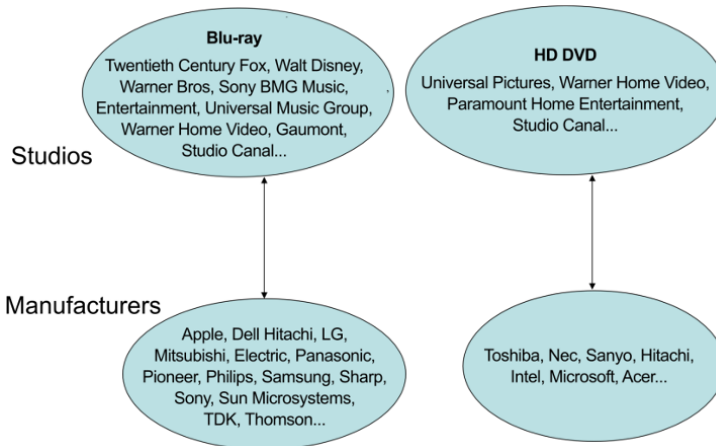 Blu-ray
Twentieth Century Fox, Walt Disney,
Warner Bros, Sony BMG Music,
Entertainment, Universal Music Group,
Warner Home Video, Gaumont,
Studio Canal...
HD DVD
Universal Pictures, Warner Home Video,
Paramount Home Entertainment,
Studio Canal...
Studios
Manufacturers
Apple, Dell Hitachi, LG,
Mitsubishi, Electric, Panasonic,
Pioneer, Philips, Samsung, Sharp,
Sony, Sun Microsystems,
TDK, Thomson...
Toshiba, Nec, Sanyo, Hitachi,
Intel, Microsoft, Acer...